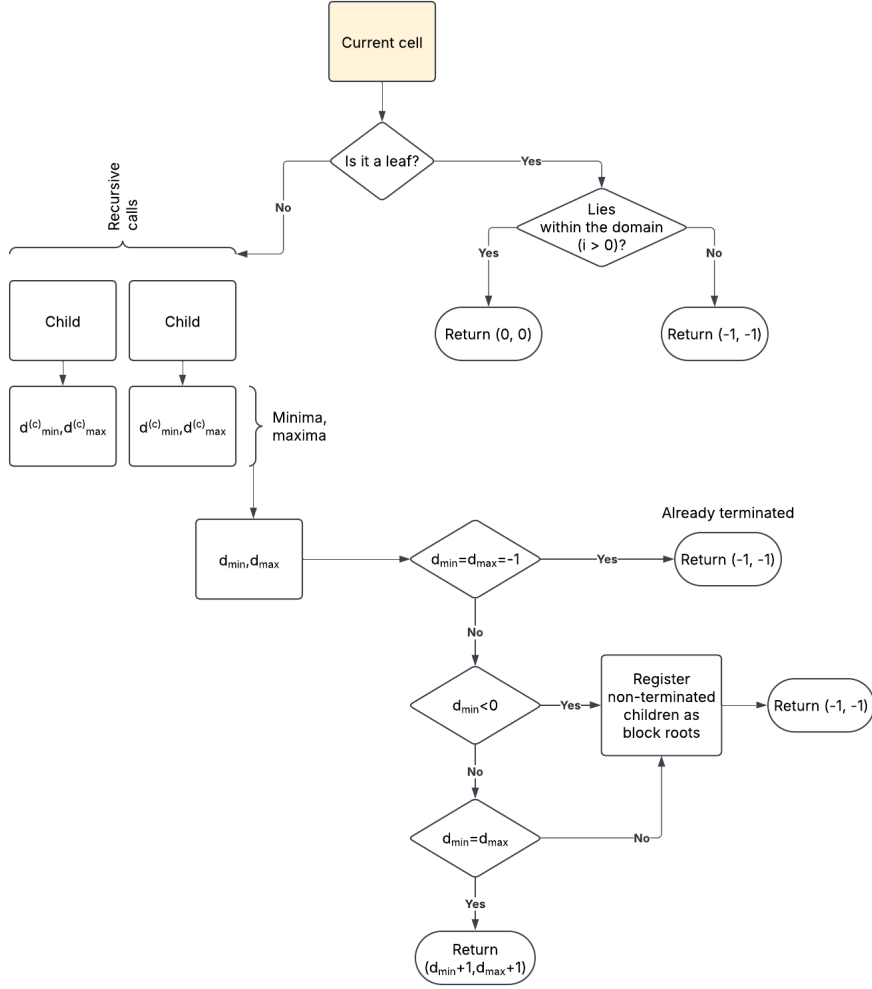 Current cell
Is it a leaf?
Yes
No
Recursive
calls
Lies
within the domain
(i > 0)?
Yes
No
Child
Child
Return (0, 0)
Return (-1, -1)
d(c)min,d(c)max
d(c)min,d(c)max
Minima,
maxima
Already terminated
dmin,dmax
dmin=dmax=-1
Yes
Return (-1, -1)
No
Register
non-terminated
children as
block roots
dmin<0
Yes
Return (-1, -1)
No
dmin=dmax
No
Yes
Return
(dmin+1,dmax+1)